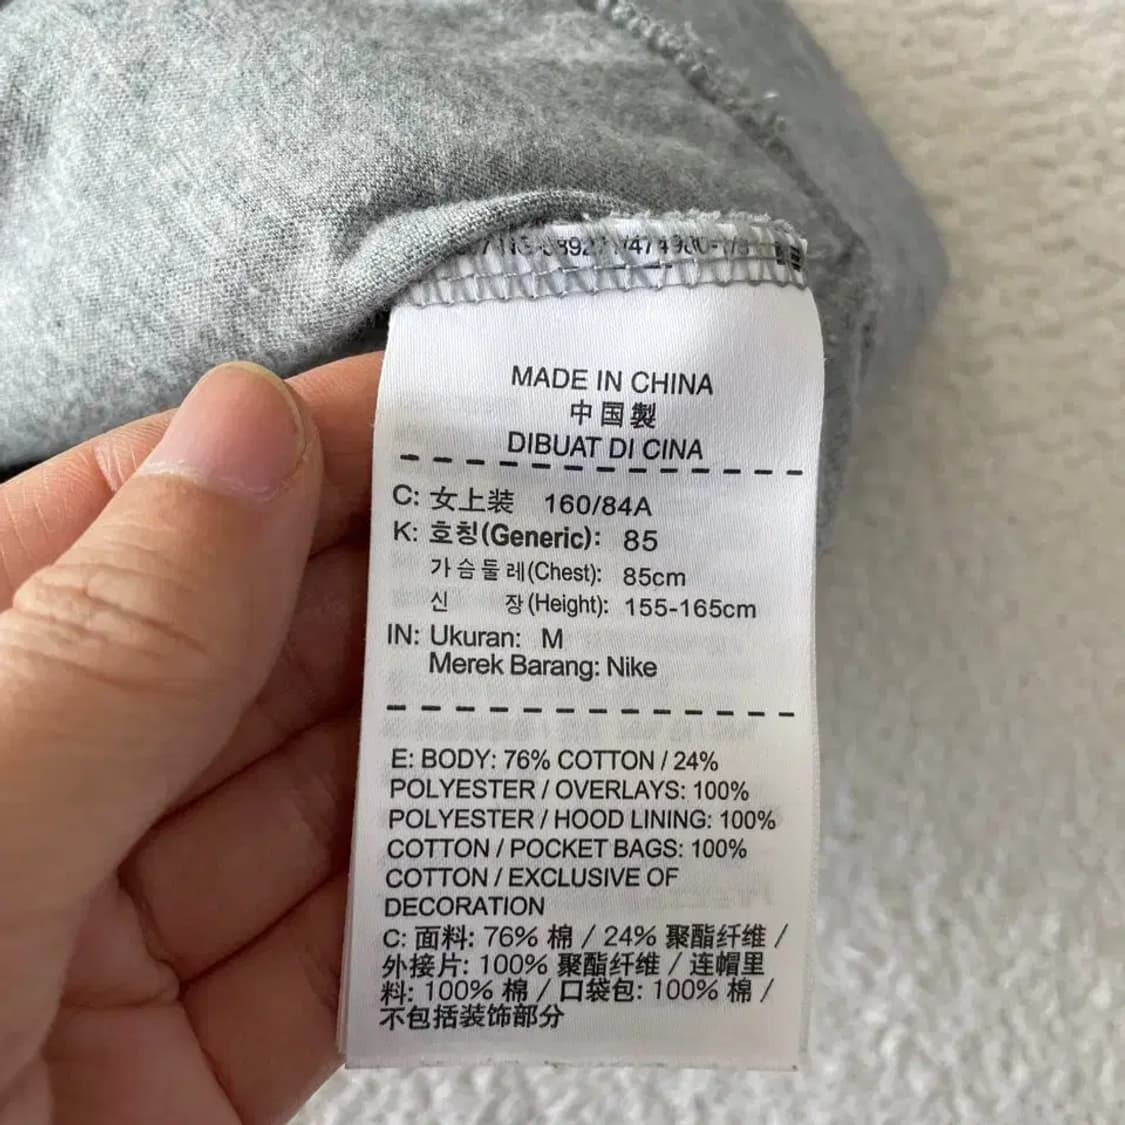 MADE IN CHINA
中国製
DIBUAT DI CINA
C: 女上装 160/84A
K: 호칭(Generic): 85
가슴둘레(Chest): 85cm
신 장(Height): 155-165cm
IN: Ukuran: M
Merek Barang: Nike
E: BODY: 76% COTTON / 24%
POLYESTER / OVERLAYS: 100%
POLYESTER / HOOD LINING: 100%
COTTON / POCKET BAGS: 100%
COTTON / EXCLUSIVE OF
DECORATION
C: 面料: 76% 棉 / 24% 聚酯纤维 /
外接片: 100% 聚酯纤维 / 连帽里
料: 100% 棉 / 口袋包: 100% 棉 /
不包括装饰部分